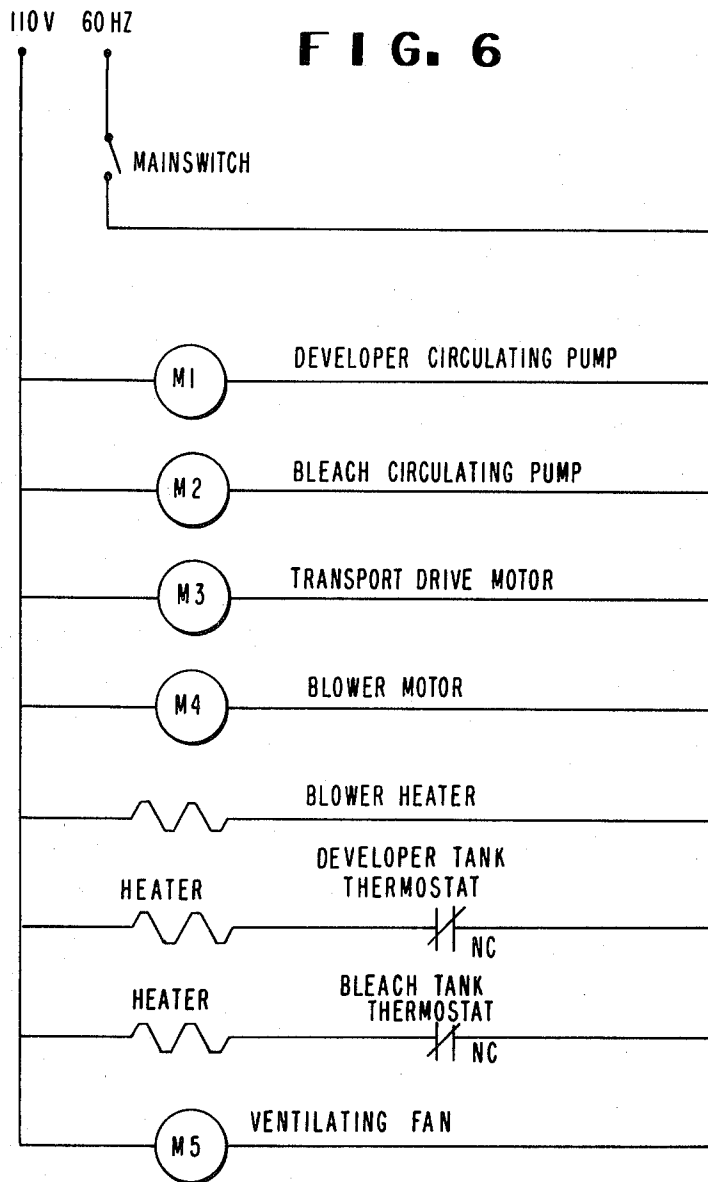 110V 60HZ
FIG. 6
MAINSWITCH
M1
DEVELOPER CIRCULATING PUMP
M2
BLEACH CIRCULATING PUMP
M3
TRANSPORT DRIVE MOTOR
M4
BLOWER MOTOR
BLOWER HEATER
DEVELOPER TANK
THERMOSTAT
HEATER
NC
BLEACH TANK
THERMOSTAT
HEATER
NC
VENTILATING FAN
M5